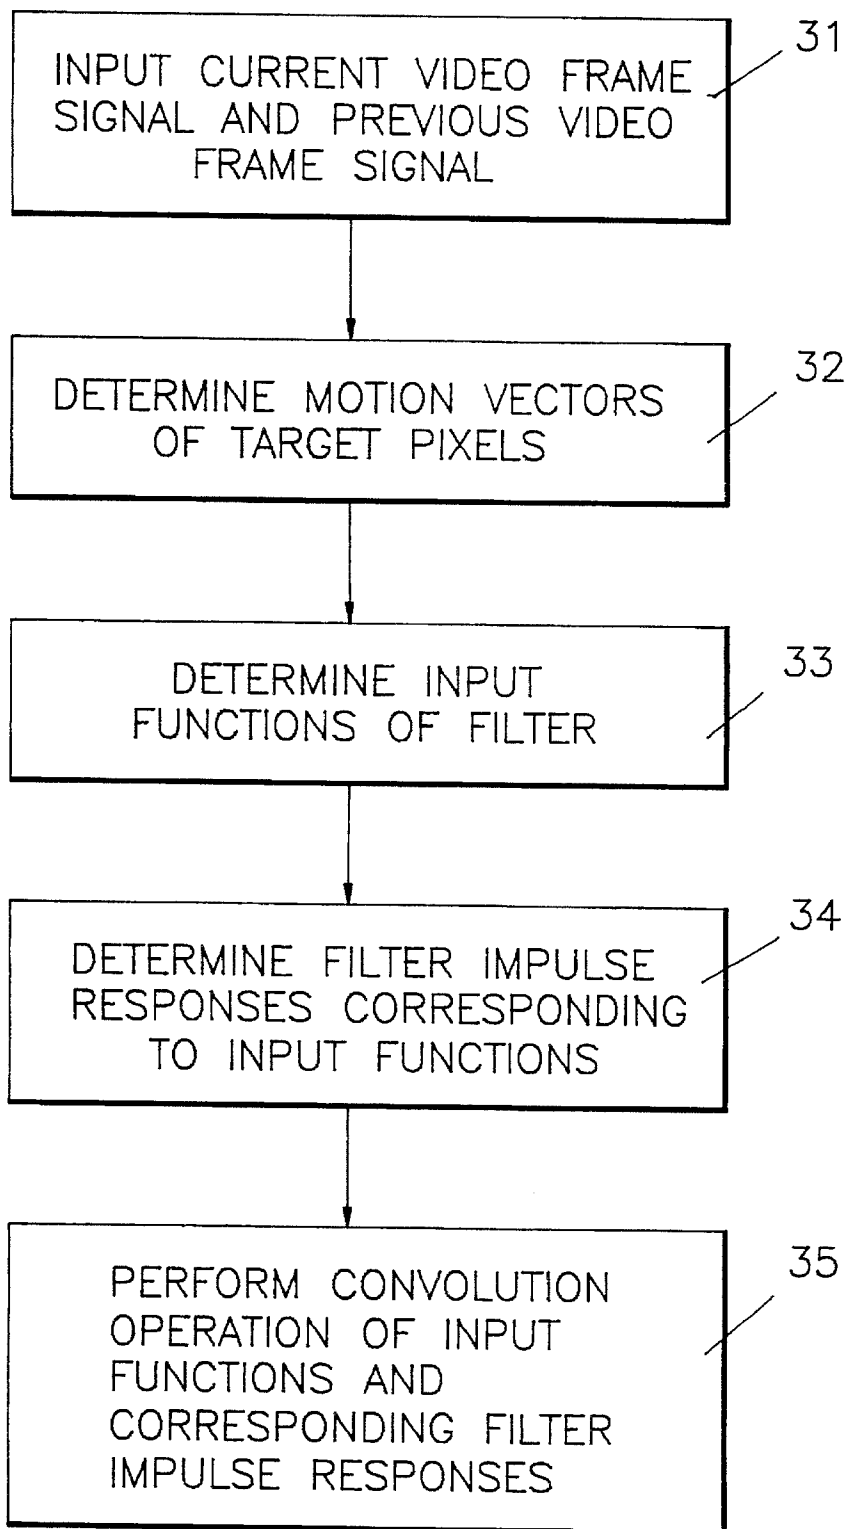 31
INPUT CURRENT VIDEO FRAME
SIGNAL AND PREVIOUS VIDEO
FRAME SIGNAL
32
DETERMINE MOTION VECTORS
OF TARGET PIXELS
33
DETERMINE INPUT
FUNCTIONS OF FILTER
34
DETERMINE FILTER IMPULSE
RESPONSES CORRESPONDING
TO INPUT FUNCTIONS
35
PERFORM CONVOLUTION
OPERATION OF INPUT
FUNCTIONS AND
CORRESPONDING FILTER
IMPULSE RESPONSES